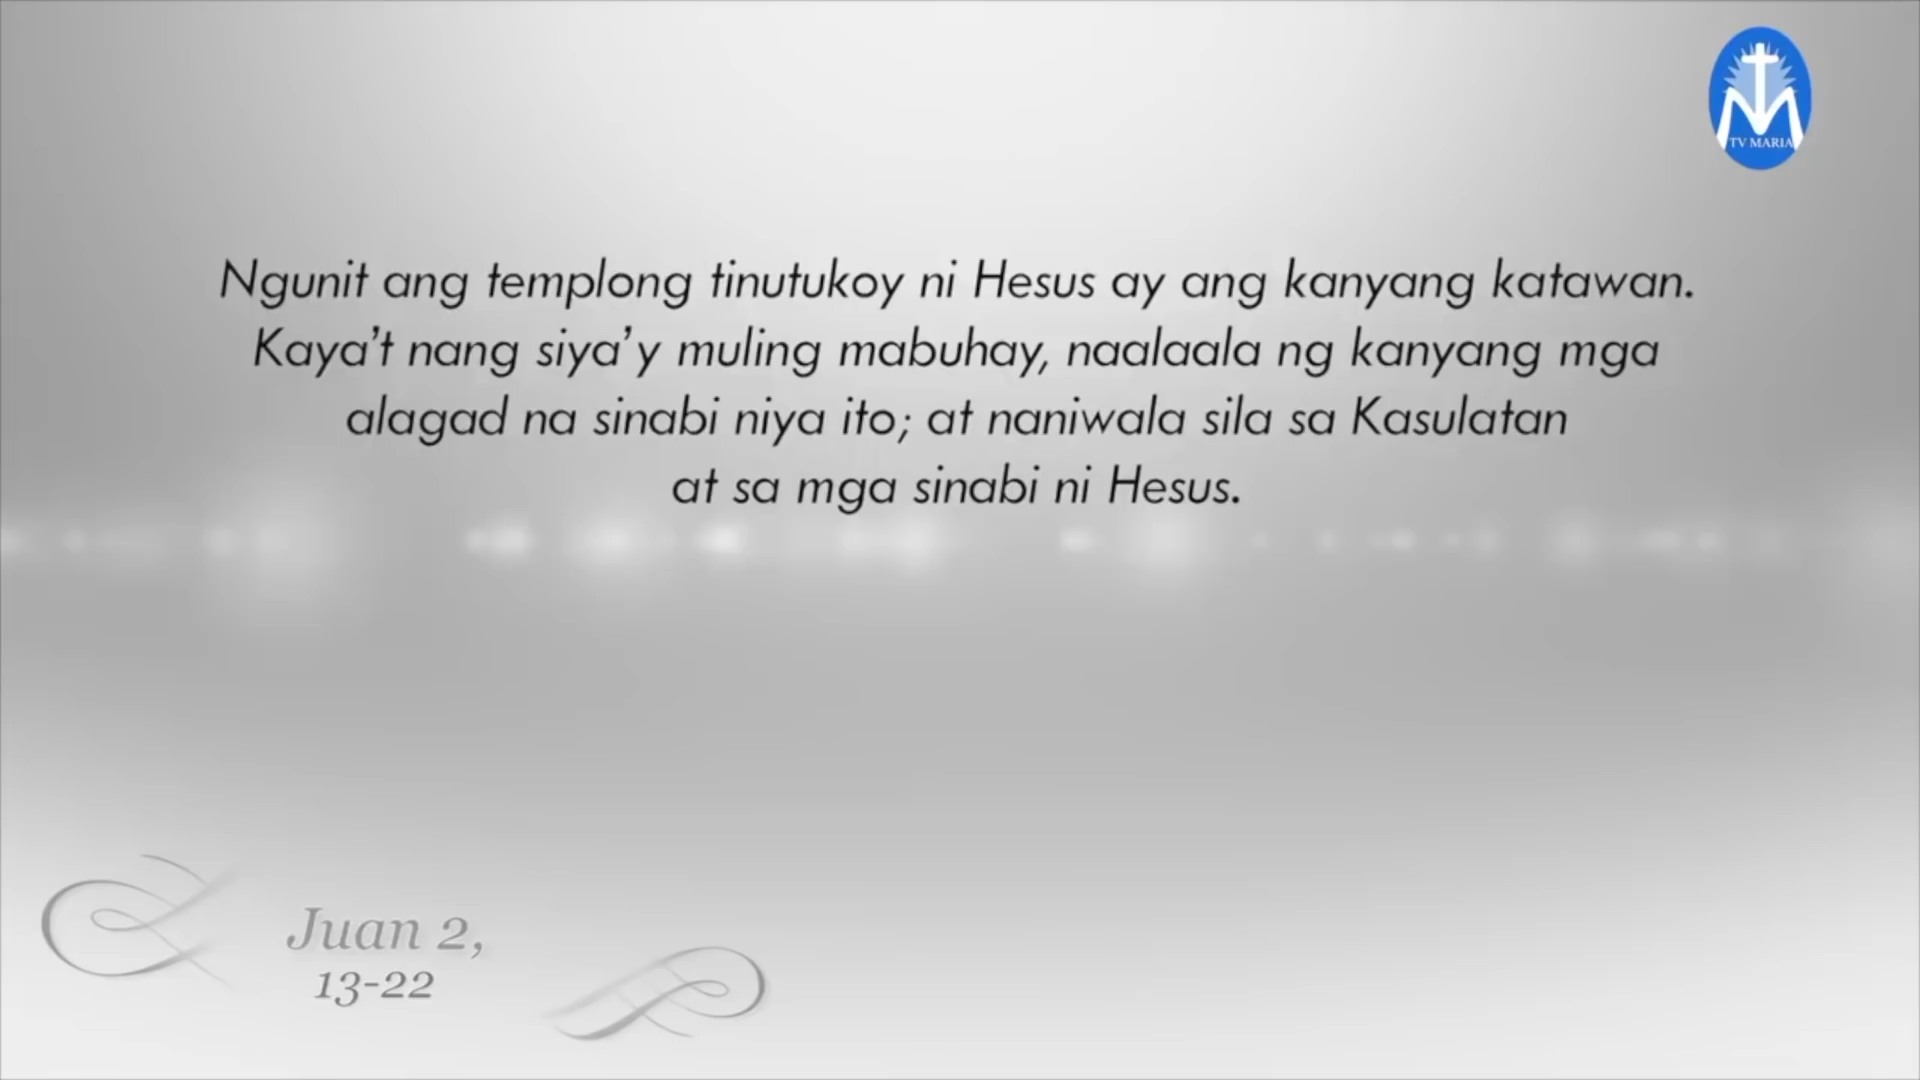 TV MARIA
Ngunit ang templong tinutukoy ni Hesus ay ang kanyang katawan.
Kaya't nang siya'y muling mabuhay, naalaala ng kanyang mga
alagad na sinabi niya ito; at naniwala sila sa Kasulatan
at sa mga sinabi ni Hesus.
Juan 2,
13-22